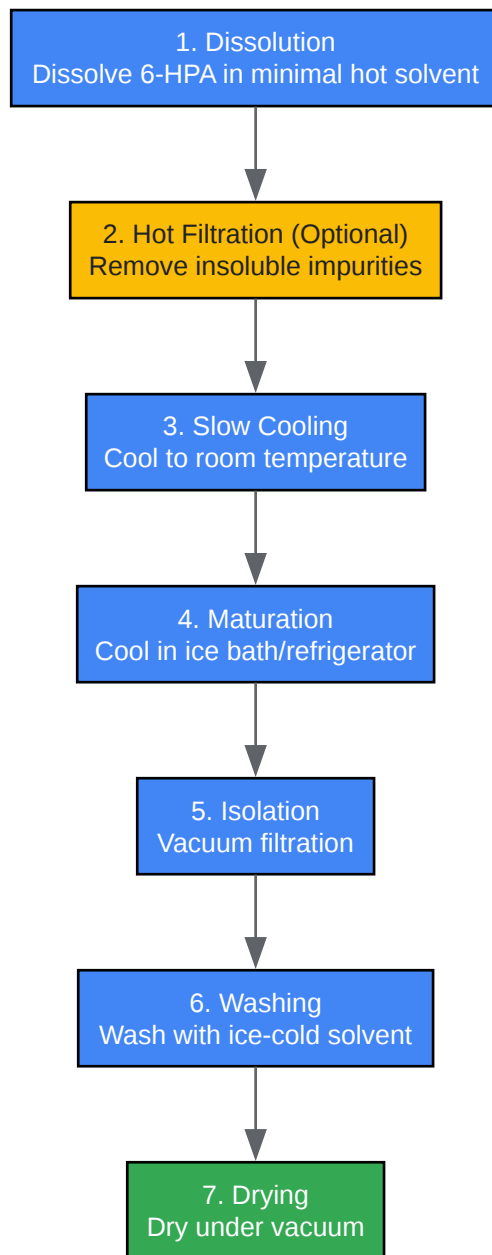 1. Dissolution
Dissolve 6-HPA in minimal hot solvent
2. Hot Filtration (Optional)
Remove insoluble impurities
3. Slow Cooling
Cool to room temperature
4. Maturation
Cool in ice bath/refrigerator
5. Isolation
Vacuum filtration
6. Washing
Wash with ice-cold solvent
7. Drying
Dry under vacuum